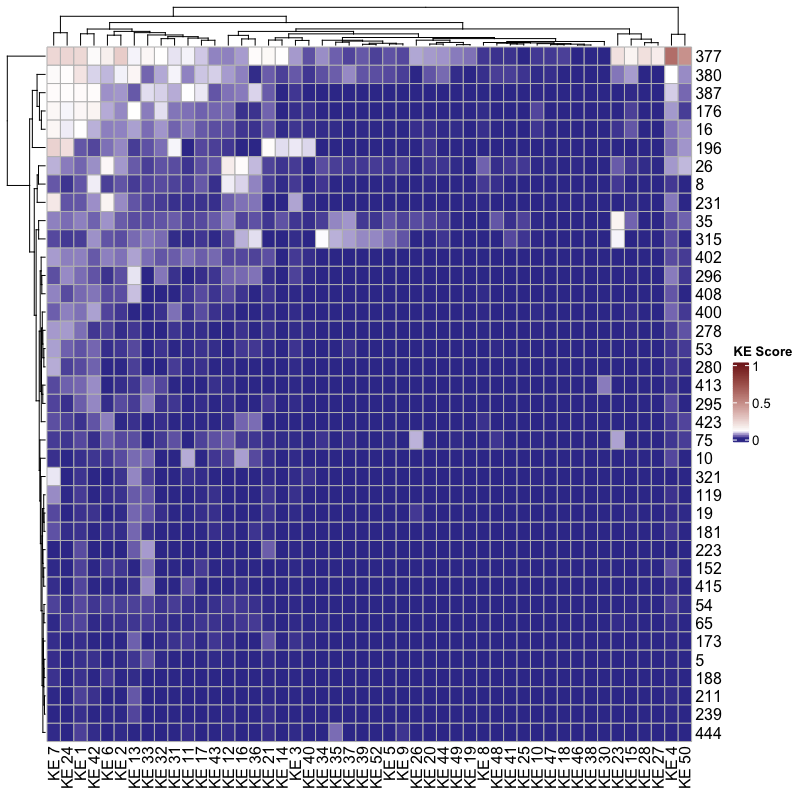 377
380
387
176
16
196
26
8
231
35
315
402
296
408
400
278
53
280
413
295
423
75
10
321
119
19
181
223
152
415
54
65
173
5
188
211
239
444
KE Score
1
0.5
0
KE 7
KE 24
KE 1
KE 42
KE 6
KE 2
KE 13
KE 33
KE 32
KE 31
KE 11
KE 17
KE 43
KE 12
KE 16
KE 36
KE 21
KE 14
KE 3
KE 40
KE 34
KE 35
KE 37
KE 39
KE 52
KE 5
KE 9
KE 26
KE 20
KE 44
KE 49
KE 19
KE 8
KE 48
KE 41
KE 25
KE 10
KE 47
KE 18
KE 46
KE 38
KE 30
KE 23
KE 15
KE 28
KE 27
KE 4
KE 50